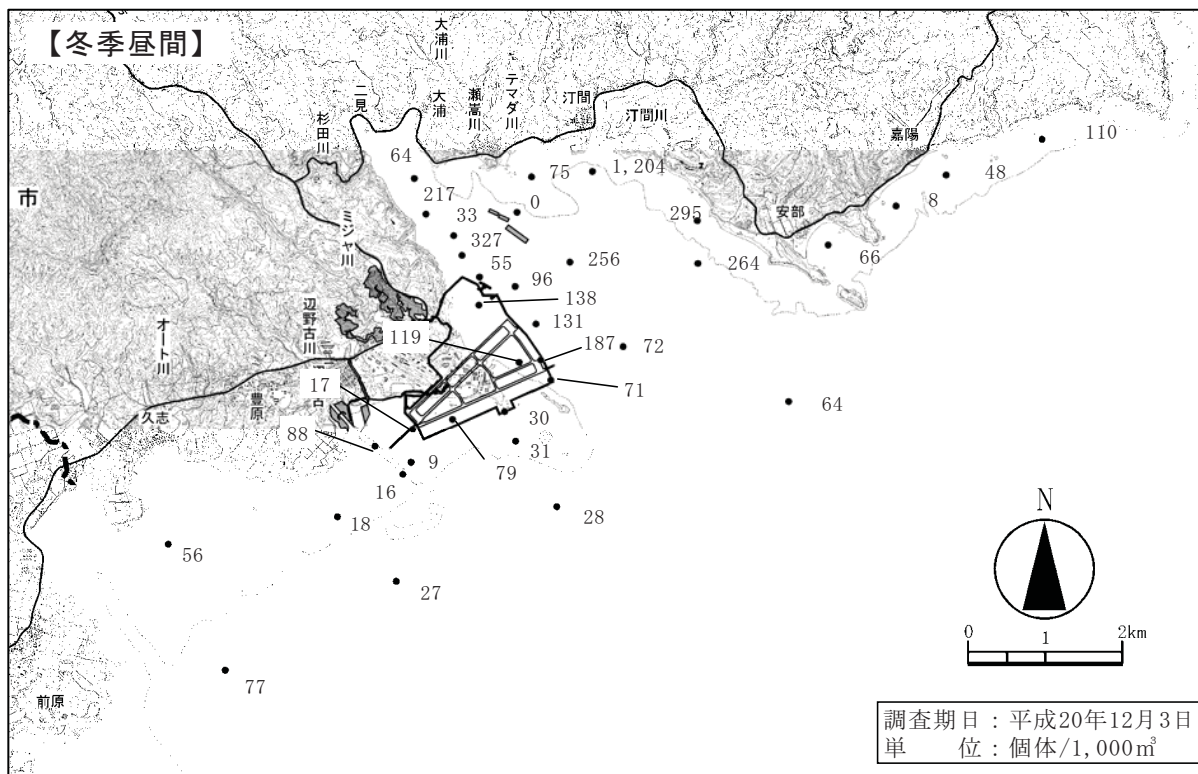 【冬季昼間】
大浦川
二見
大浦
瀬嵩川
テマダ川
汀間
汀間川
嘉陽
杉田川
市
ミジャ川
安部
辺野古川
オート川
豊原
久志
前原
110
64
75
1,204
48
217
0
8
33
295
327
66
55
256
264
96
138
131
119
187
72
17
71
64
30
88
31
79
9
16
28
18
56
27
77
N
0 1 2km
調査期日：平成20年12月3日
単　　位：個体/1,000㎥